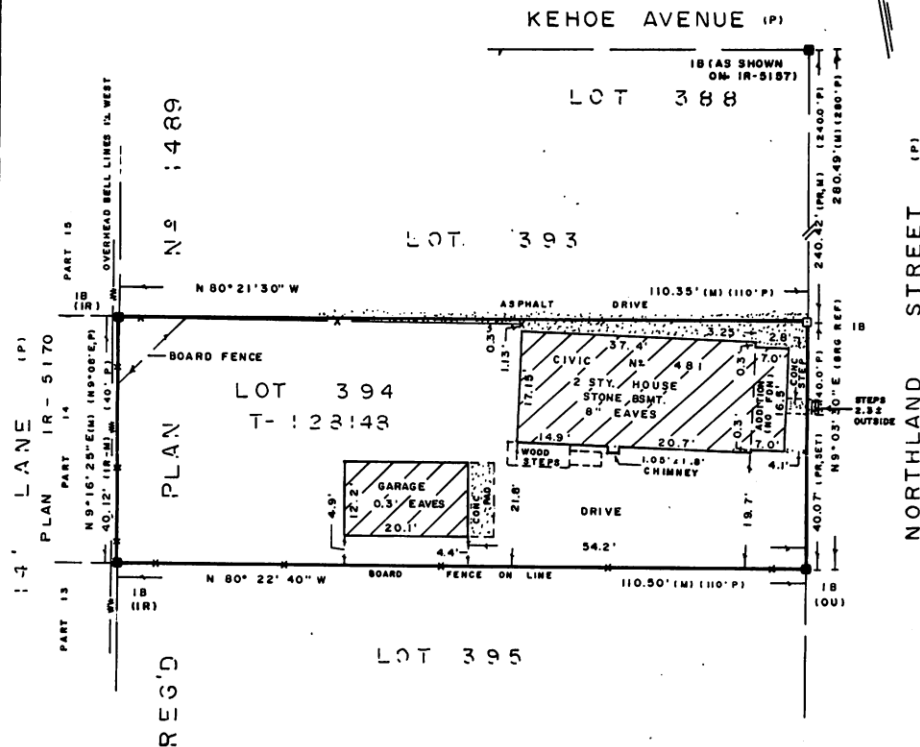 KEHOE AVENUE (P)
IB (AS SHOWN
ON IR-5157)
LOT 388
240.42' (PR,M) (240.0'P)
280.49' (M) (280'P)
NORTHLAND STREET (P)
OVERHEAD BELL LINES 1'2 WEST
Nº 1489
LOT. 393
PART 15
IB
(IR)
N 80° 21' 30" W
110.35' (M) (110'P)
ASPHALT DRIVE
IB
14' LANE (P)
PLAN IR-5170
PART 14
N 9° 16' 25" E (M) (N9°08'E,P)
40.12' (IR-M) (40'P)
BOARD FENCE
LOT 394
T-128148
PLAN
0.3'
1.13'
3.23'
2.8'
37.4'
0.3'
7.0'
CONC
STEP
CIVIC Nº 481
2 STY. HOUSE
STONE BSMT.
8" EAVES
17.15'
ADDITION
(NO FDN)
16.5'
STEPS
2.32
OUTSIDE
N 9° 03' 30" E (BRG REF)
40.07' (PR,SET) (40.0'P)
14.9'
20.7'
0.3'
7.0'
WOOD
STEPS
1.05' x 1.8'
CHIMNEY
4.1'
GARAGE
0.3' EAVES
12.2'
20.1'
CONC
PAD
4.9'
4.4'
21.8'
DRIVE
19.7'
54.2'
N 80° 22' 40" W
BOARD FENCE ON LINE
110.50' (M) (110'P)
IB
(IR)
IB
(OU)
PART 13
REG'D
LOT 395